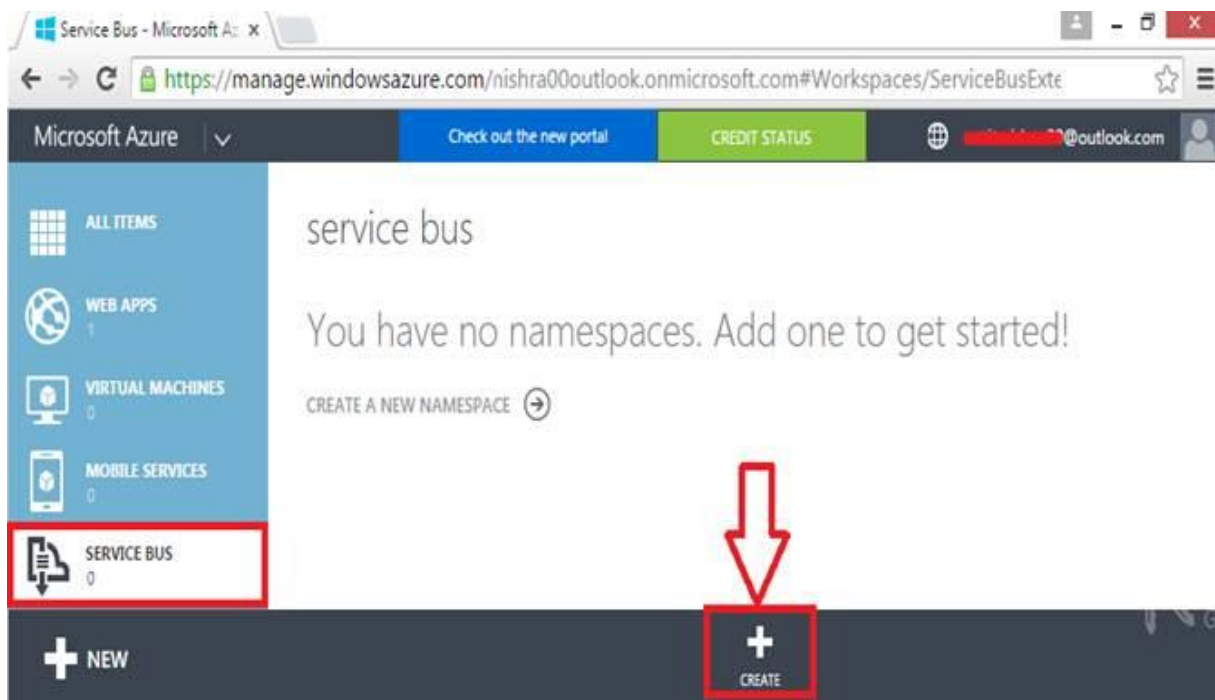 Service Bus - Microsoft Az
https://manage.windowsazure.com/nishra00outlook.onmicrosoft.com#Workspaces/ServiceBusExte
Microsoft Azure
Check out the new portal
CREDIT STATUS
@outlook.com
ALL ITEMS
WEB APPS
1
VIRTUAL MACHINES
0
MOBILE SERVICES
0
SERVICE BUS
0
service bus
You have no namespaces. Add one to get started!
CREATE A NEW NAMESPACE
NEW
CREATE